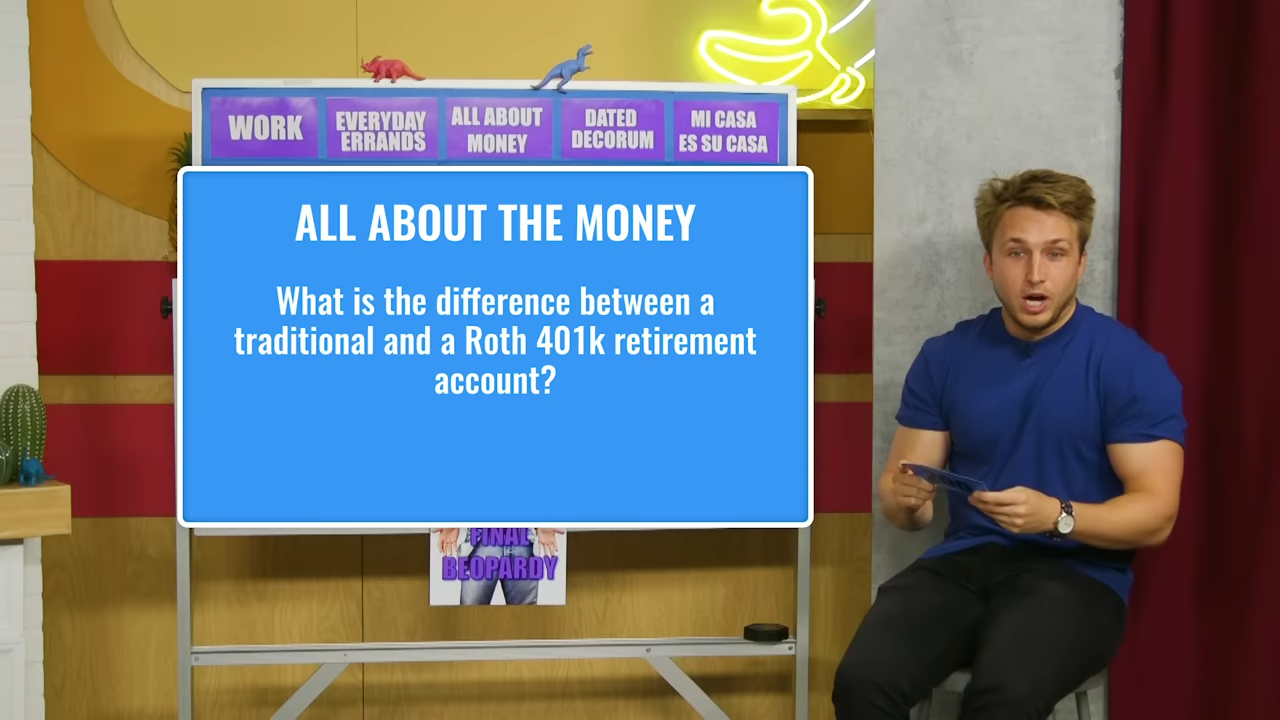 WORK
EVERYDAY
ERRANDS
ALL ABOUT
MONEY
DATED
DECORUM
MI CASA
ES SU CASA
ALL ABOUT THE MONEY
What is the difference between a
traditional and a Roth 401k retirement
account?
FINAL
BEOPARDY